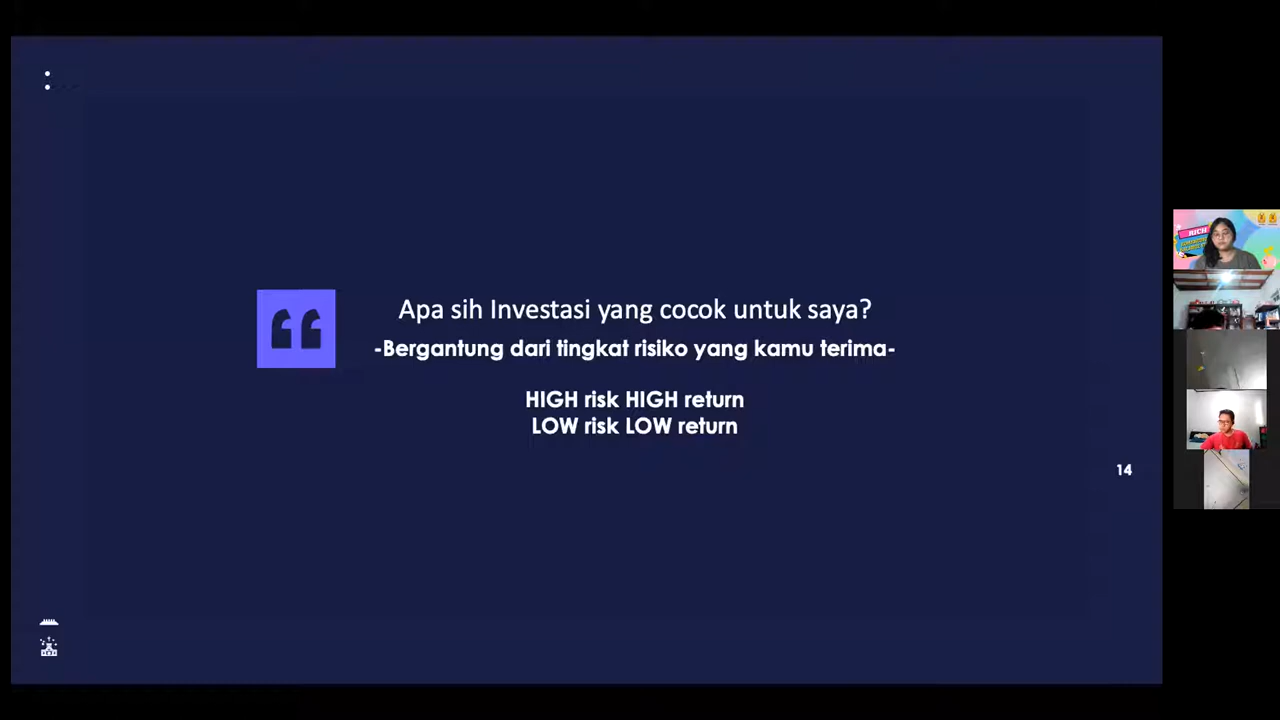 Apa sih Investasi yang cocok untuk saya?
-Bergantung dari tingkat risiko yang kamu terima-
HIGH risk HIGH return
LOW risk LOW return
14
RICH